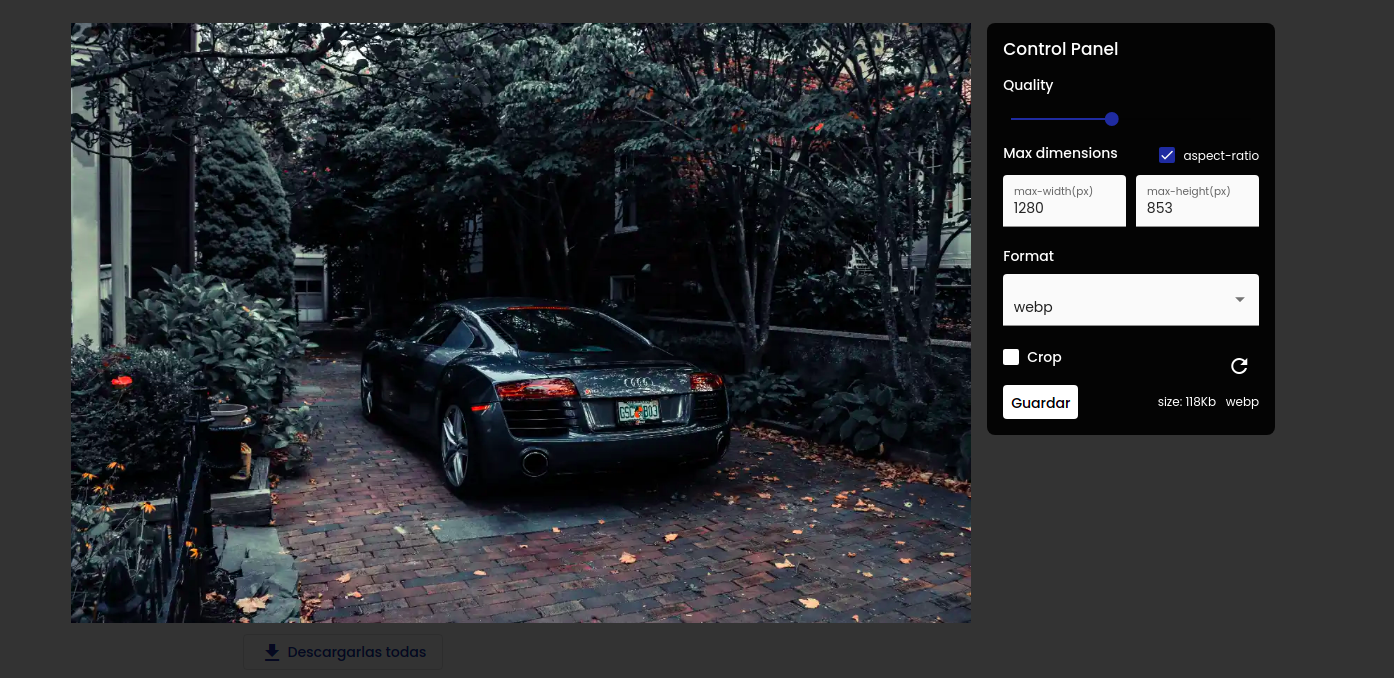 Control Panel
Quality
Max dimensions
aspect-ratio
max-width(px)
max-height(px)
1280
853
Format
webp
Crop
Guardar
size: 118Kb webp
Descargarlas todas